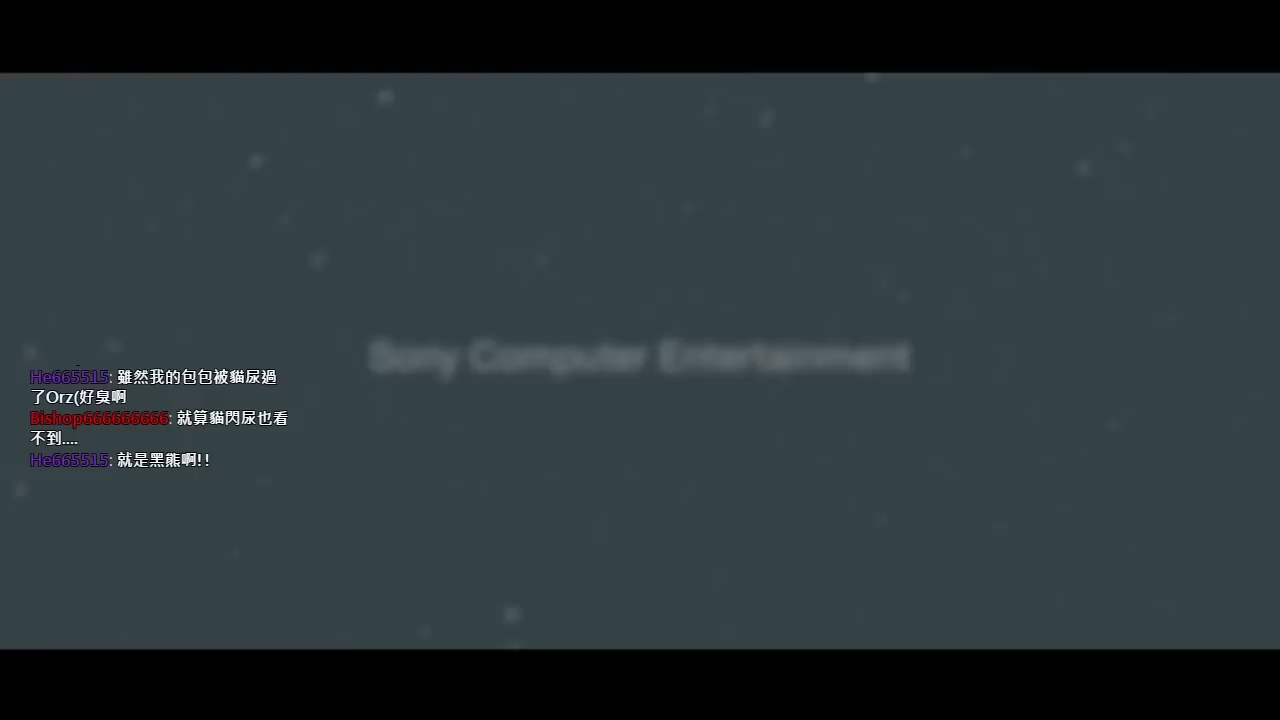 Sony Computer Entertainment
He665515: 雖然我的包包被貓尿過
了Orz(好臭啊
Bishop666666666: 就算貓閃尿也看
不到....
He665515: 就是黑熊啊!!